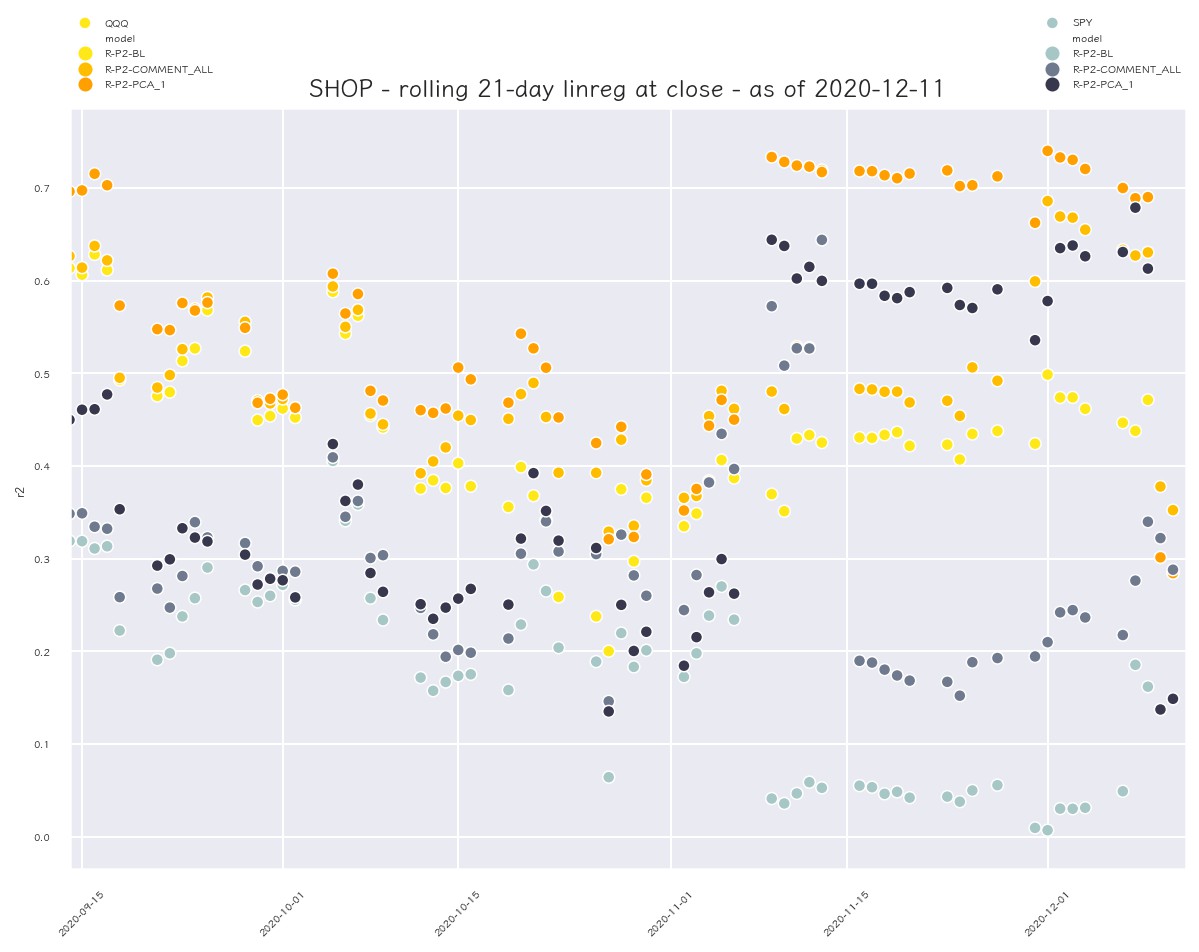 QQQ
model
R-P2-BL
R-P2-COMMENT_ALL
R-P2-PCA_1
SPY
model
R-P2-BL
R-P2-COMMENT_ALL
R-P2-PCA_1
SHOP - rolling 21-day linreg at close - as of 2020-12-11
r2
0.7
0.6
0.5
0.4
0.3
0.2
0.1
0.0
2020-09-15
2020-10-01
2020-10-15
2020-11-01
2020-11-15
2020-12-01